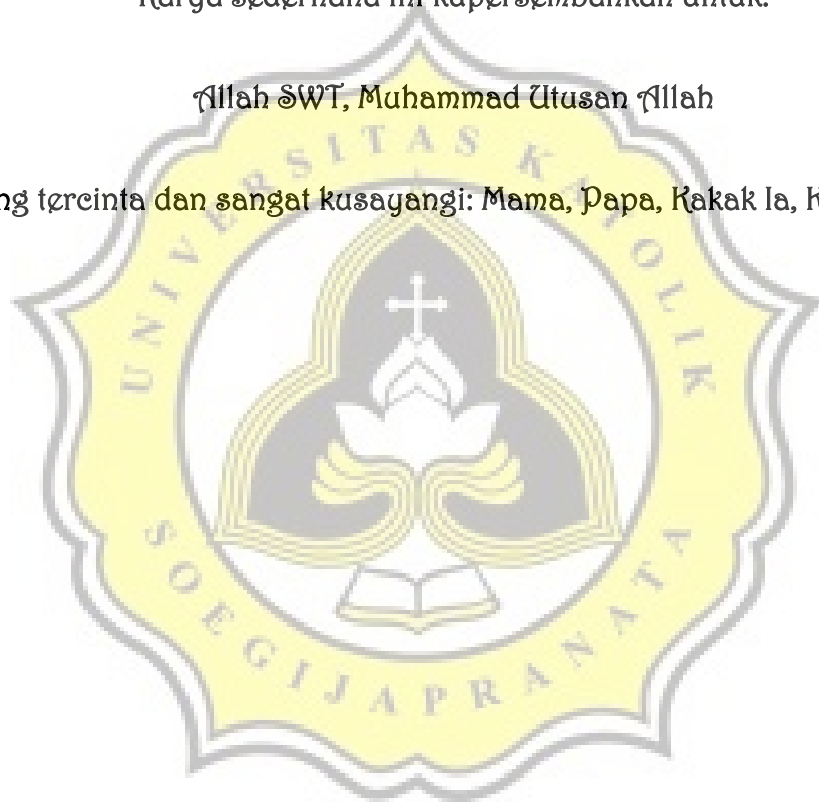 Karya sederhana ini kupersembahkan untuk:
Allah SWT, Muhammad Utusan Allah
ng tercinta dan sangat kusayangi: Mama, Papa, Kakak Ia, K
UNIVERSITAS KATOLIK
SOEGIJAPRANATA